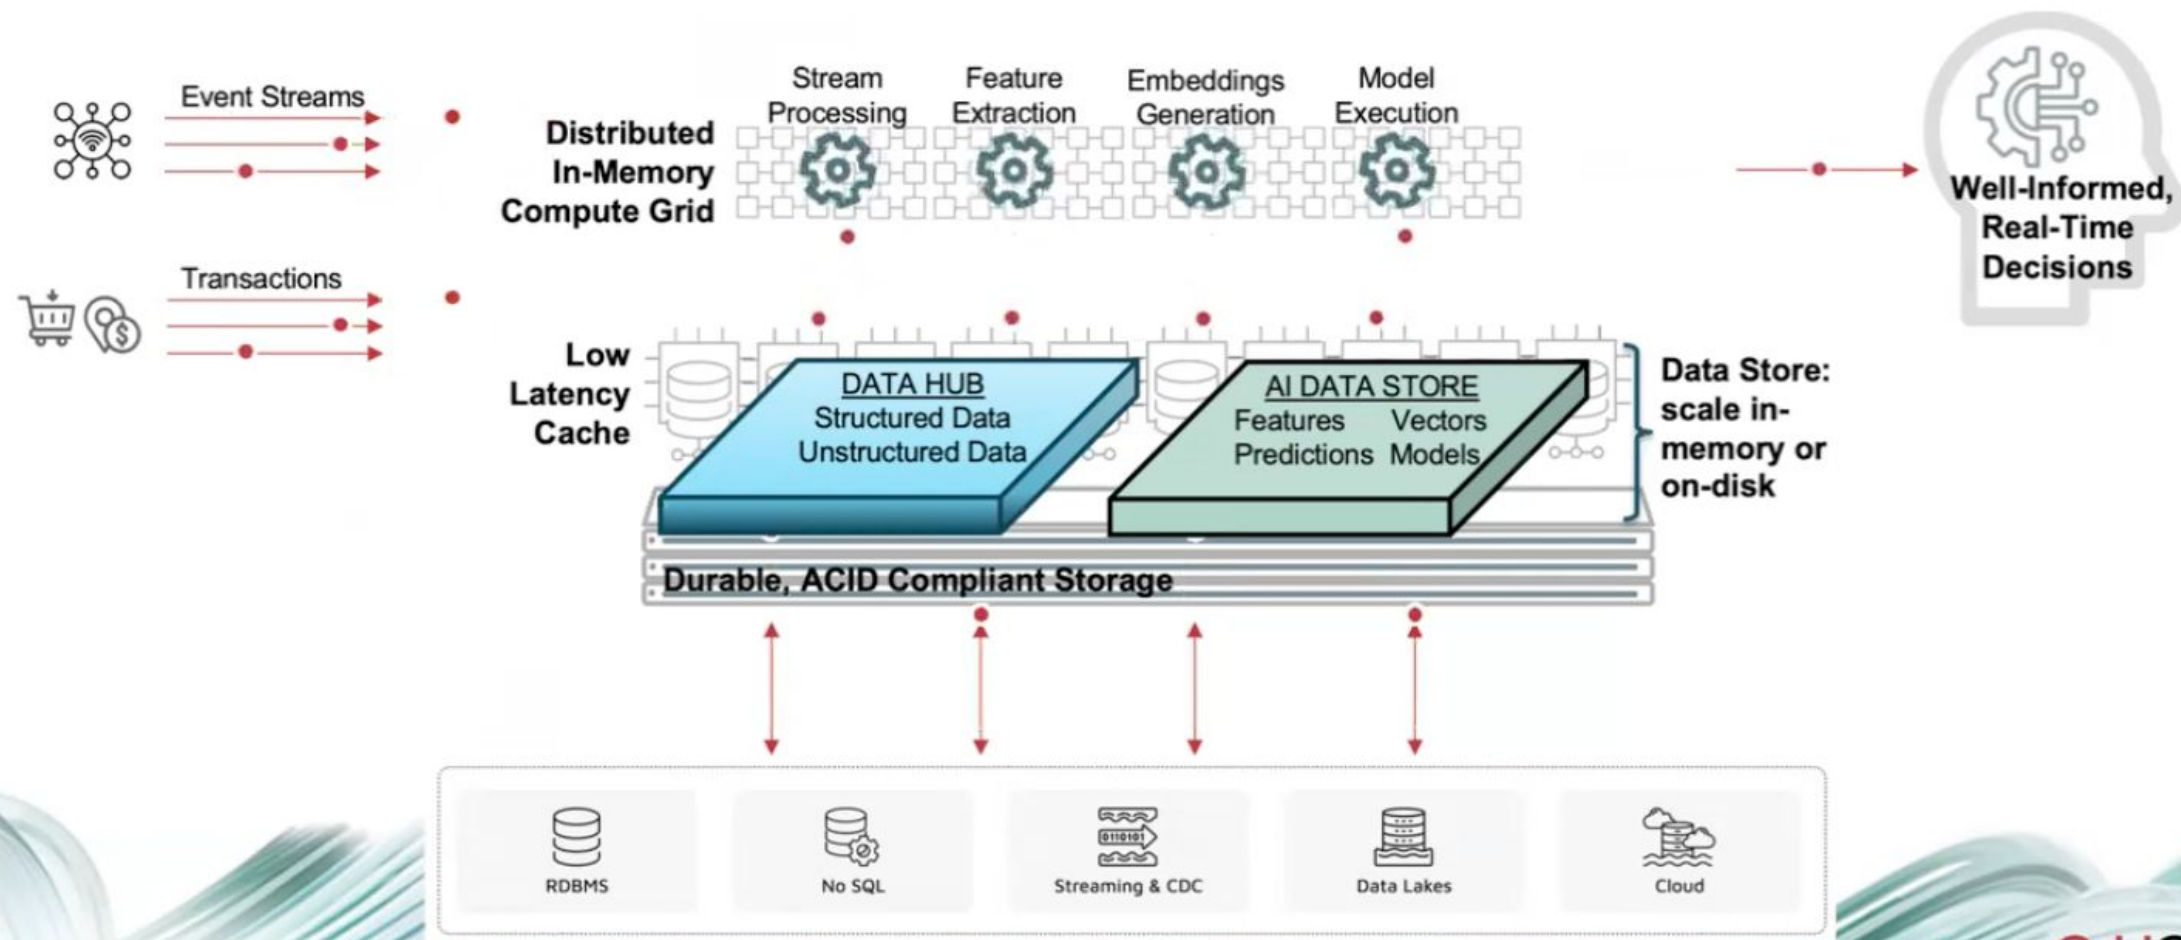 Event Streams
Transactions
Distributed
In-Memory
Compute Grid
Stream
Processing
Feature
Extraction
Embeddings
Generation
Model
Execution
Well-Informed,
Real-Time
Decisions
Low
Latency
Cache
DATA HUB
Structured Data
Unstructured Data
AI DATA STORE
Features Vectors
Predictions Models
Data Store:
scale in-
memory or
on-disk
Durable, ACID Compliant Storage
RDBMS
No SQL
0110101
Streaming & CDC
Data Lakes
Cloud